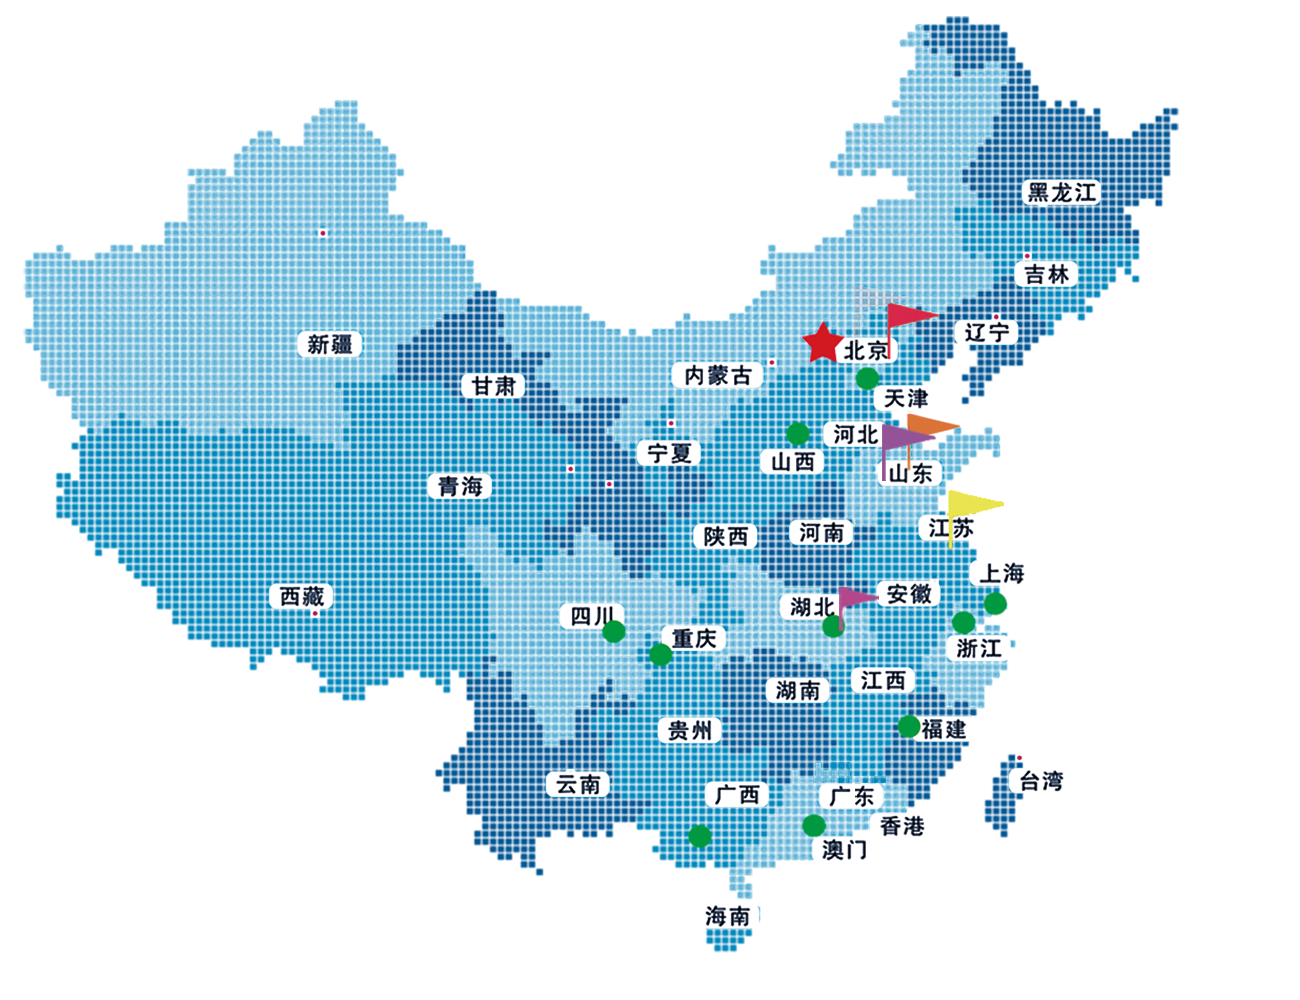 黑龙江
吉林
辽宁
新疆
北京
内蒙古
甘肃
天津
河北
宁夏
山西
山东
青海
江苏
河南
陕西
上海
安徽
西藏
湖北
四川
重庆
浙江
江西
湖南
福建
贵州
台湾
云南
广西
广东
香港
澳门
海南